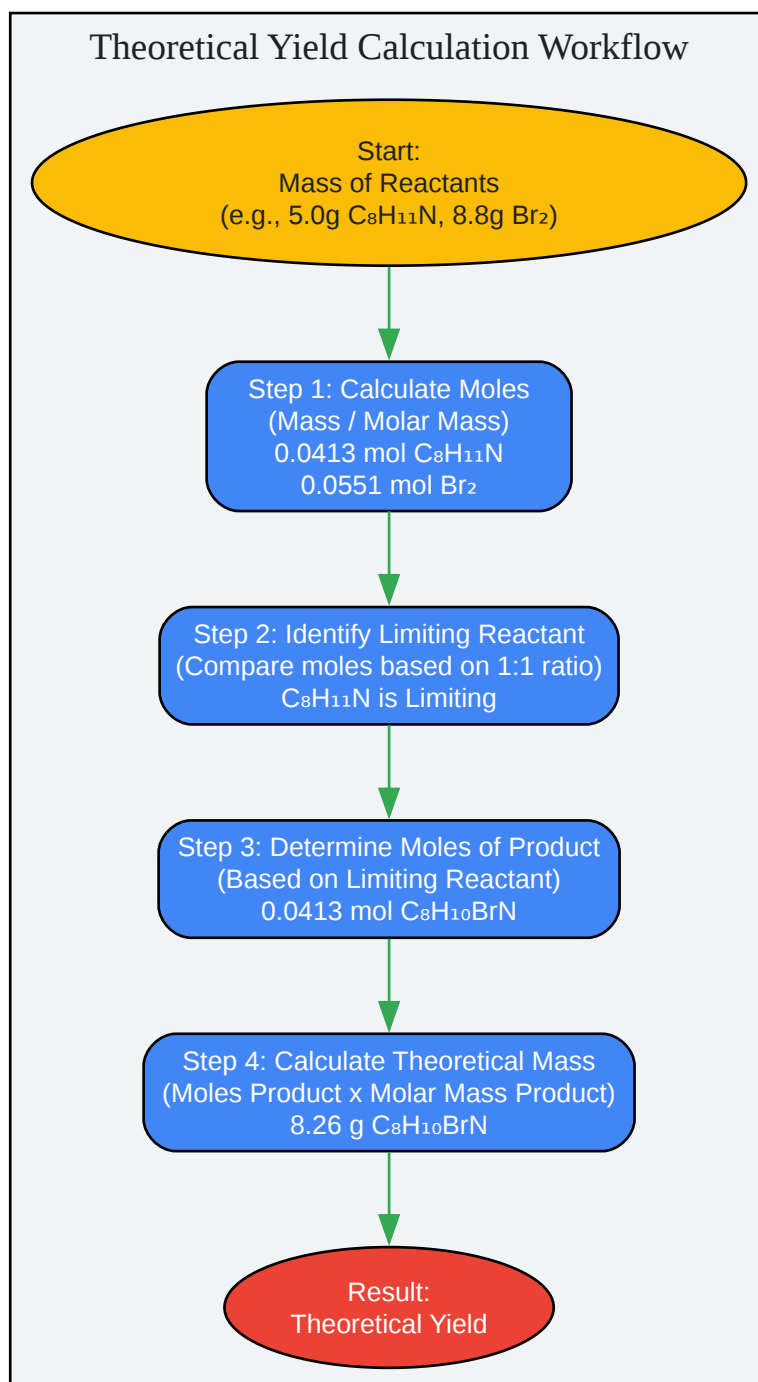 Theoretical Yield Calculation Workflow
Start:
Mass of Reactants
(e.g., 5.0g C₈H₁₁N, 8.8g Br₂)
Step 1: Calculate Moles
(Mass / Molar Mass)
0.0413 mol C₈H₁₁N
0.0551 mol Br₂
Step 2: Identify Limiting Reactant
(Compare moles based on 1:1 ratio)
C₈H₁₁N is Limiting
Step 3: Determine Moles of Product
(Based on Limiting Reactant)
0.0413 mol C₈H₁₀BrN
Step 4: Calculate Theoretical Mass
(Moles Product x Molar Mass Product)
8.26 g C₈H₁₀BrN
Result:
Theoretical Yield